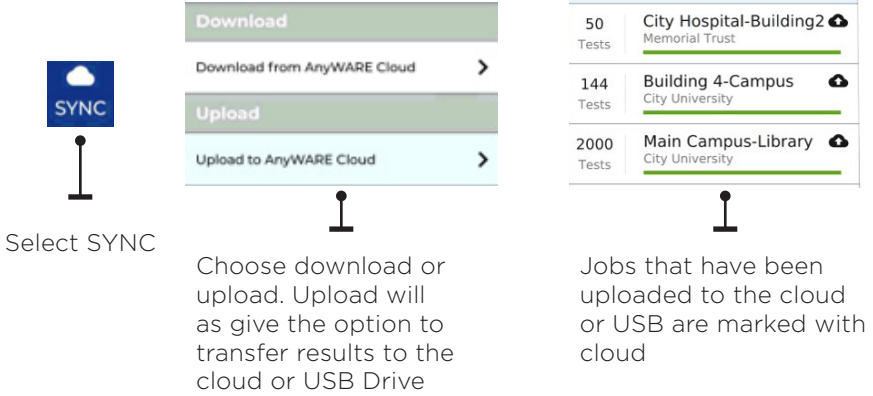 SYNC
Select SYNC
Download
Download from AnyWARE Cloud
Upload
Upload to AnyWARE Cloud
Choose download or
upload. Upload will
as give the option to
transfer results to the
cloud or USB Drive
50 City Hospital-Building2
Tests Memorial Trust
144 Building 4-Campus
Tests City University
2000 Main Campus-Library
Tests City University
Jobs that have been
uploaded to the cloud
or USB are marked with
cloud